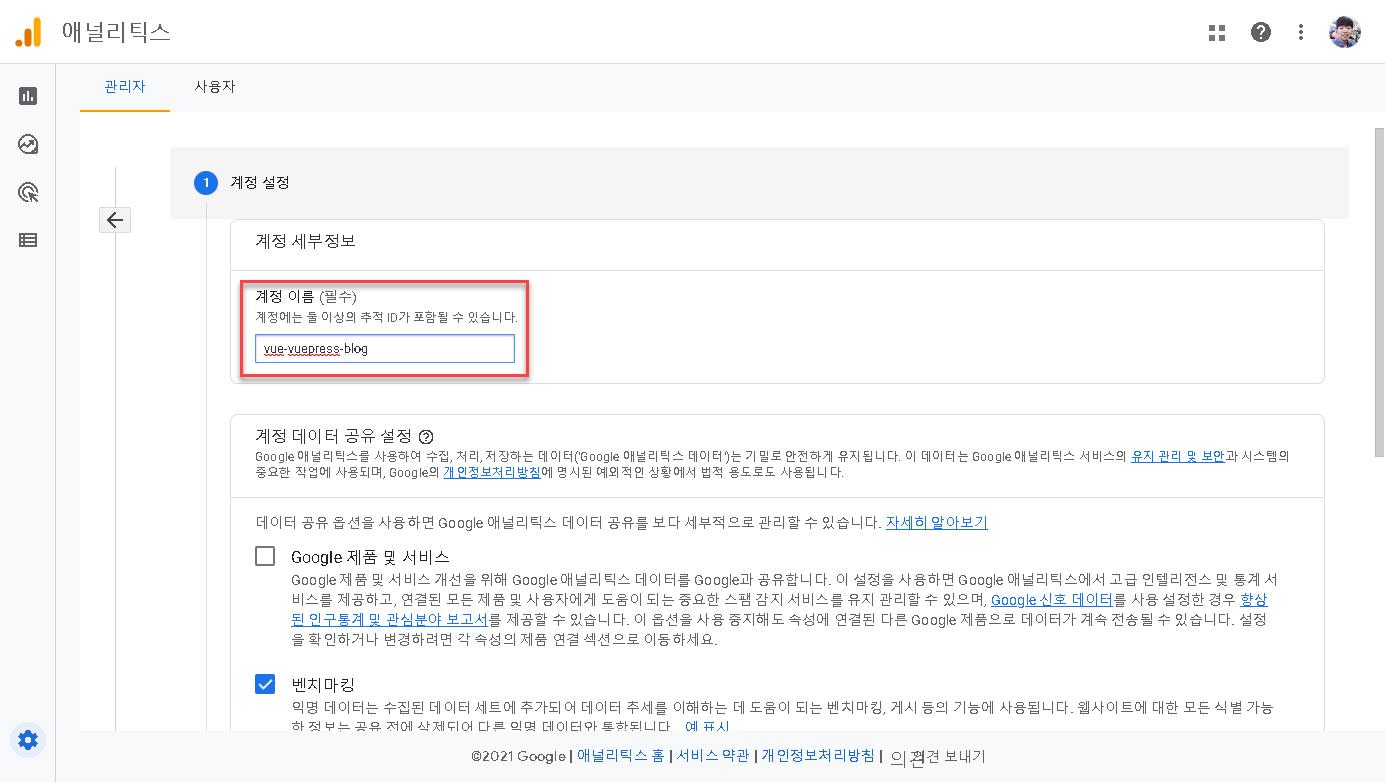 애널리틱스
관리자
사용자
1 계정 설정
계정 세부정보
계정 이름 (필수)
계정에는 둘 이상의 추적 ID가 포함될 수 있습니다.
vue-vuepress-blog
계정 데이터 공유 설정
Google 애널리틱스를 사용하여 수집, 처리, 저장하는 데이터('Google 애널리틱스 데이터')는 기밀로 안전하게 유지됩니다. 이 데이터는 Google 애널리틱스 서비스의 유지 관리 및 보안과 시스템의
중요한 작업에 사용되며, Google의 개인정보처리방침에 명시된 예외적인 상황에서 법적 용도로도 사용됩니다.
데이터 공유 옵션을 사용하면 Google 애널리틱스 데이터 공유를 보다 세부적으로 관리할 수 있습니다. 자세히 알아보기
Google 제품 및 서비스
Google 제품 및 서비스 개선을 위해 Google 애널리틱스 데이터를 Google과 공유합니다. 이 설정을 사용하면 Google 애널리틱스에서 고급 인텔리전스 및 통계 서
비스를 제공하고, 연결된 모든 제품 및 사용자에게 도움이 되는 중요한 스팸 감지 서비스를 유지 관리할 수 있으며, Google 신호 데이터를 사용 설정한 경우 향상
된 인구통계 및 관심분야 보고서를 제공할 수 있습니다. 이 옵션을 사용 중지해도 속성에 연결된 다른 Google 제품으로 데이터가 계속 전송될 수 있습니다. 설정
을 확인하거나 변경하려면 각 속성의 제품 연결 섹션으로 이동하세요.
벤치마킹
익명 데이터는 수집된 데이터 세트에 추가되어 데이터 추세를 이해하는 데 도움이 되는 벤치마킹, 게시 등의 기능에 사용됩니다. 웹사이트에 대한 모든 식별 가능
한 정보는 공유 전에 삭제되어 다른 익명 데이터와 통합됩니다. 예 표시
©2021 Google | 애널리틱스 홈 | 서비스 약관 | 개인정보처리방침 | 의견 보내기